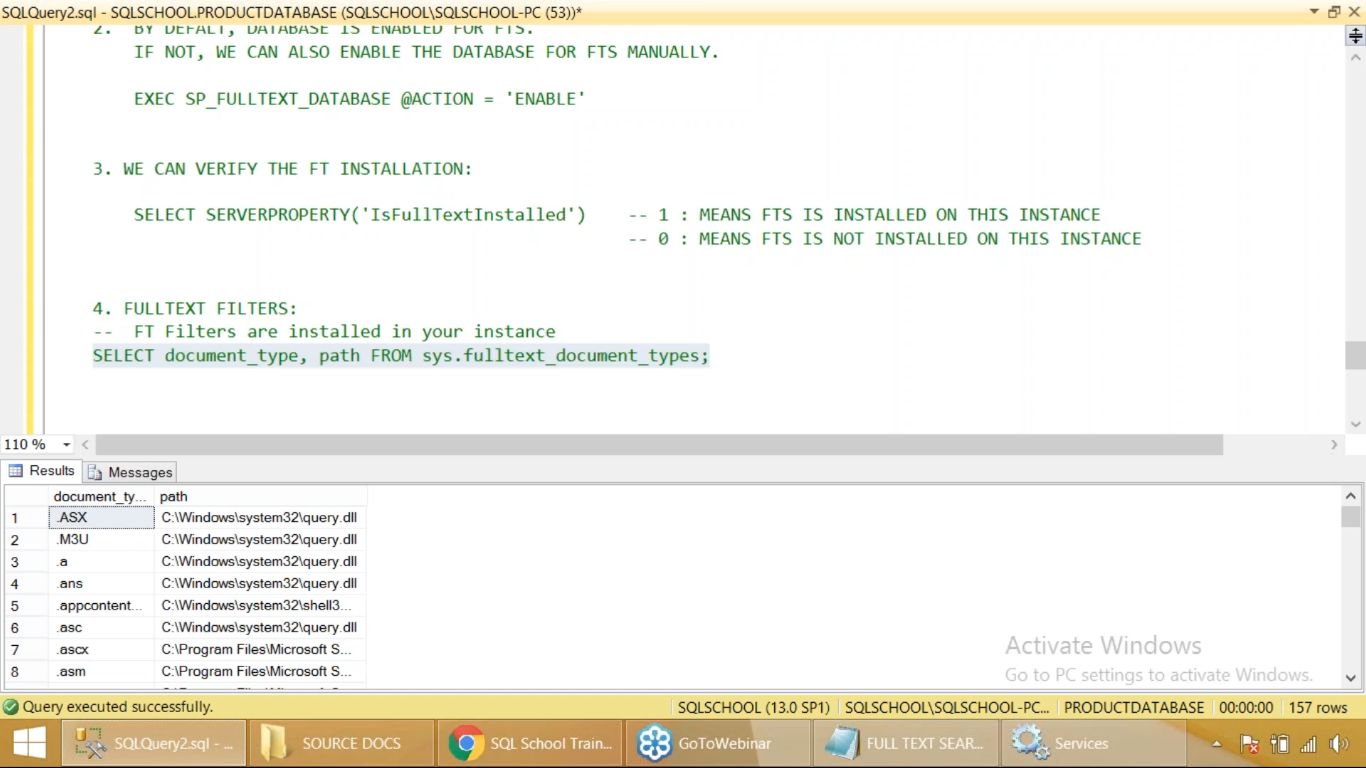 SQLQuery2.sql - SQLSCHOOL.PRODUCTDATABASE (SQLSCHOOL\SQLSCHOOL-PC (53))*
2. BY DEFALT, DATABASE IS ENABLED FOR FTS.
IF NOT, WE CAN ALSO ENABLE THE DATABASE FOR FTS MANUALLY.
EXEC SP_FULLTEXT_DATABASE @ACTION = 'ENABLE'
3. WE CAN VERIFY THE FT INSTALLATION:
SELECT SERVERPROPERTY('IsFullTextInstalled') -- 1 : MEANS FTS IS INSTALLED ON THIS INSTANCE
-- 0 : MEANS FTS IS NOT INSTALLED ON THIS INSTANCE
4. FULLTEXT FILTERS:
-- FT Filters are installed in your instance
SELECT document_type, path FROM sys.fulltext_document_types;
110 %
Results Messages
document_ty... path
1 .ASX C:\Windows\system32\query.dll
2 .M3U C:\Windows\system32\query.dll
3 .a C:\Windows\system32\query.dll
4 .ans C:\Windows\system32\query.dll
5 .appcontent... C:\Windows\system32\shell3...
6 .asc C:\Windows\system32\query.dll
7 .ascx C:\Program Files\Microsoft S...
8 .asm C:\Program Files\Microsoft S...
Activate Windows
Go to PC settings to activate Windows.
Query executed successfully. SQLSCHOOL (13.0 SP1) SQLSCHOOL\SQLSCHOOL-PC... PRODUCTDATABASE 00:00:00 157 rows
SQLQuery2.sql - ... SOURCE DOCS SQL School Train... GoToWebinar FULL TEXT SEAR... Services